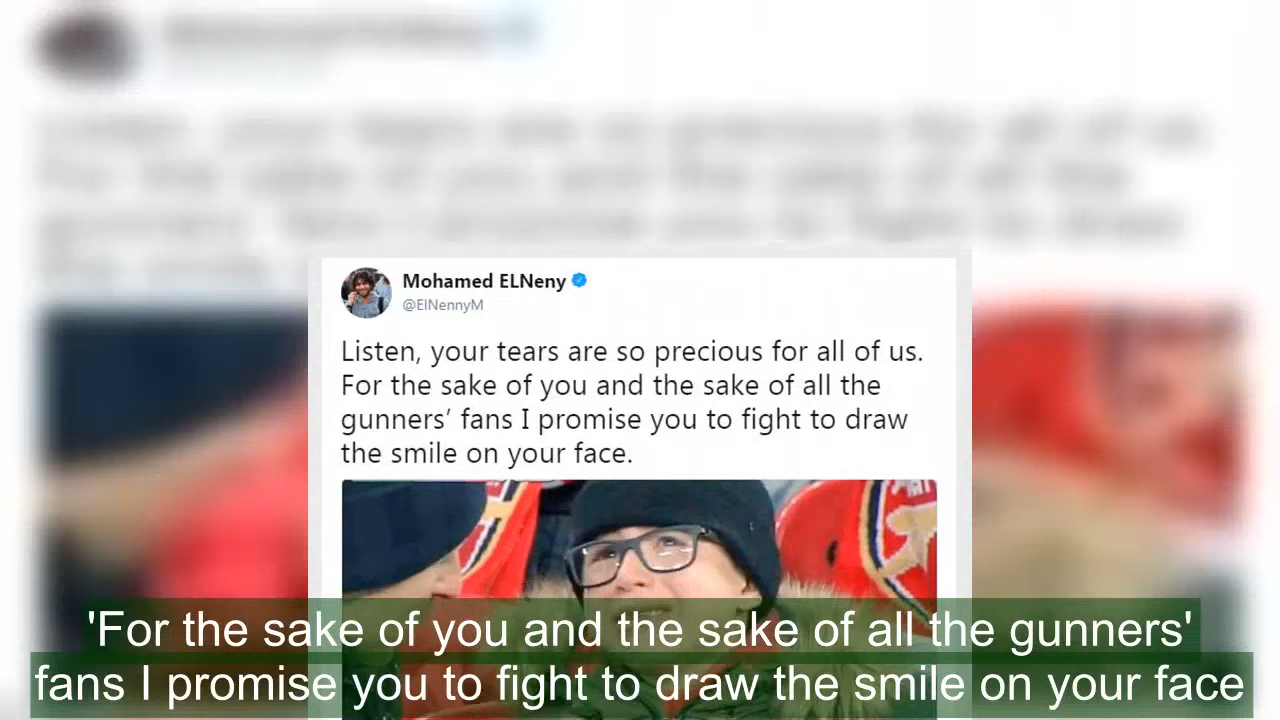 Mohamed ELNeny
@ElNennyM
Listen, your tears are so precious for all of us.
For the sake of you and the sake of all the
gunners’ fans I promise you to fight to draw
the smile on your face.
'For the sake of you and the sake of all the gunners'
fans I promise you to fight to draw the smile on your face